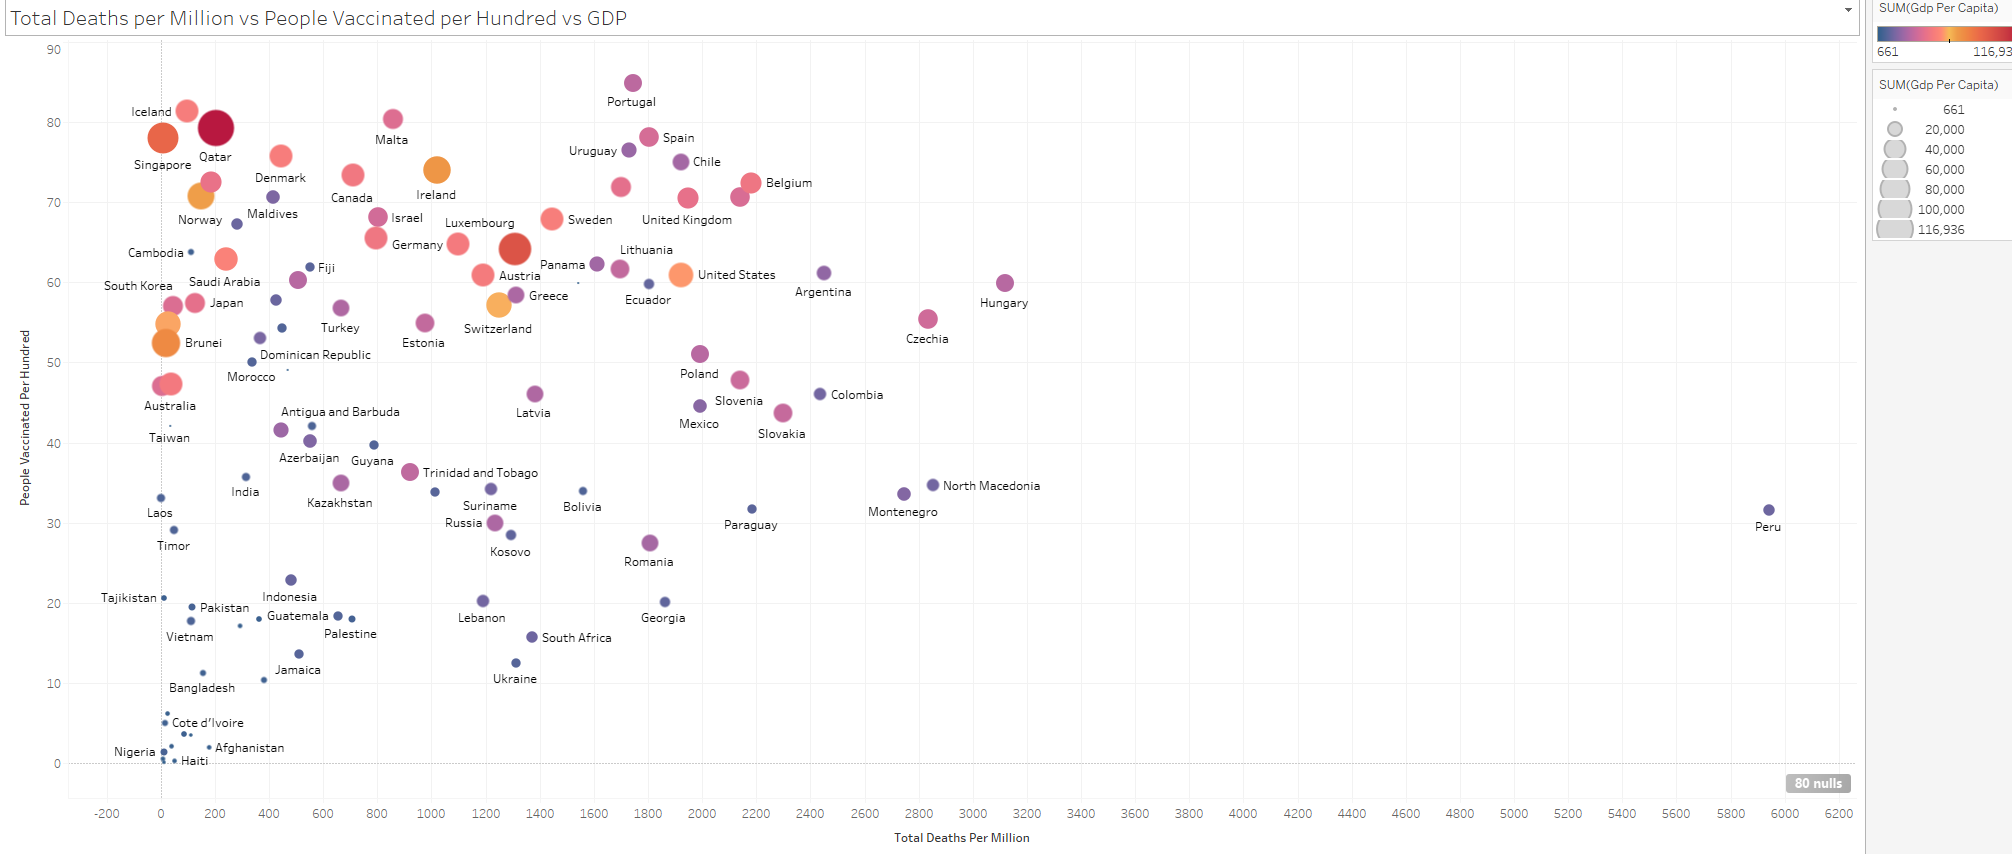 Total Deaths per Million vs People Vaccinated per Hundred vs GDP
SUM(Gdp Per Capita)
661
116,93
SUM(Gdp Per Capita)
661
20,000
40,000
60,000
80,000
100,000
116,936
People Vaccinated Per Hundred
90
80
70
60
50
40
30
20
10
0
Portugal
Iceland
Qatar
Singapore
Malta
Spain
Uruguay
Chile
Denmark
Canada
Ireland
Belgium
Norway
Maldives
Israel
Luxembourg
Sweden
United Kingdom
Germany
Cambodia
Lithuania
Fiji
Panama
Saudi Arabia
Austria
United States
South Korea
Japan
Greece
Ecuador
Argentina
Hungary
Turkey
Switzerland
Estonia
Czechia
Brunei
Dominican Republic
Morocco
Poland
Australia
Latvia
Slovenia
Colombia
Antigua and Barbuda
Mexico
Slovakia
Taiwan
Azerbaijan
Guyana
Trinidad and Tobago
India
Kazakhstan
Suriname
Bolivia
North Macedonia
Montenegro
Laos
Russia
Paraguay
Peru
Timor
Kosovo
Romania
Indonesia
Tajikistan
Pakistan
Guatemala
Lebanon
Georgia
Vietnam
Palestine
South Africa
Jamaica
Ukraine
Bangladesh
Cote d'Ivoire
Nigeria
Afghanistan
Haiti
80 nulls
-200 0 200 400 600 800 1000 1200 1400 1600 1800 2000 2200 2400 2600 2800 3000 3200 3400 3600 3800 4000 4200 4400 4600 4800 5000 5200 5400 5600 5800 6000 6200
Total Deaths Per Million